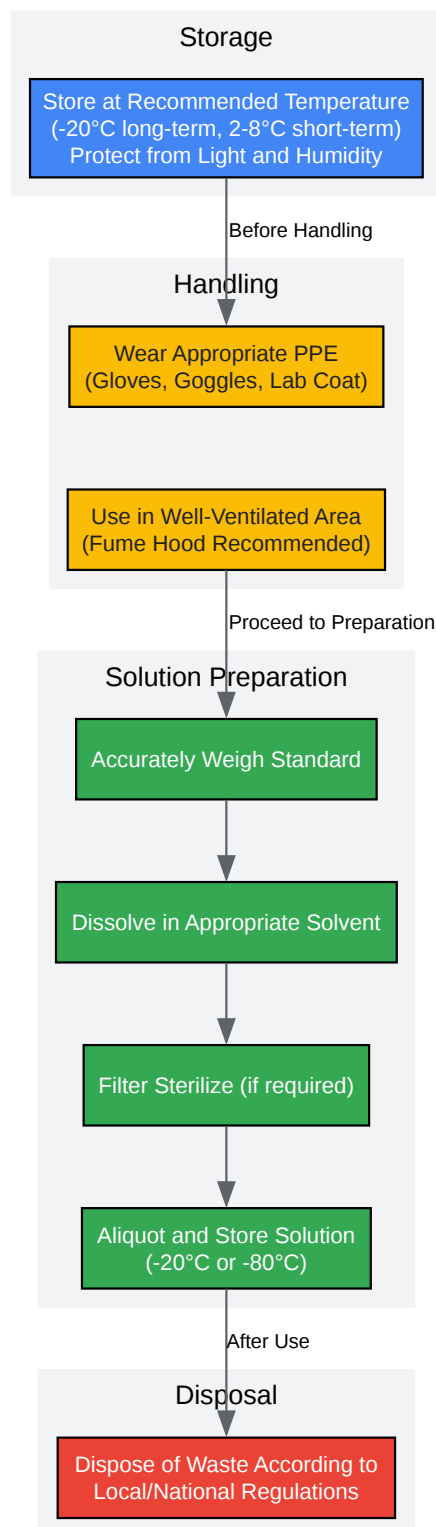 Storage
Store at Recommended Temperature
(-20°C long-term, 2-8°C short-term)
Protect from Light and Humidity
Before Handling
Handling
Wear Appropriate PPE
(Gloves, Goggles, Lab Coat)
Use in Well-Ventilated Area
(Fume Hood Recommended)
Proceed to Preparation
Solution Preparation
Accurately Weigh Standard
Dissolve in Appropriate Solvent
Filter Sterilize (if required)
Aliquot and Store Solution
(-20°C or -80°C)
After Use
Disposal
Dispose of Waste According to
Local/National Regulations